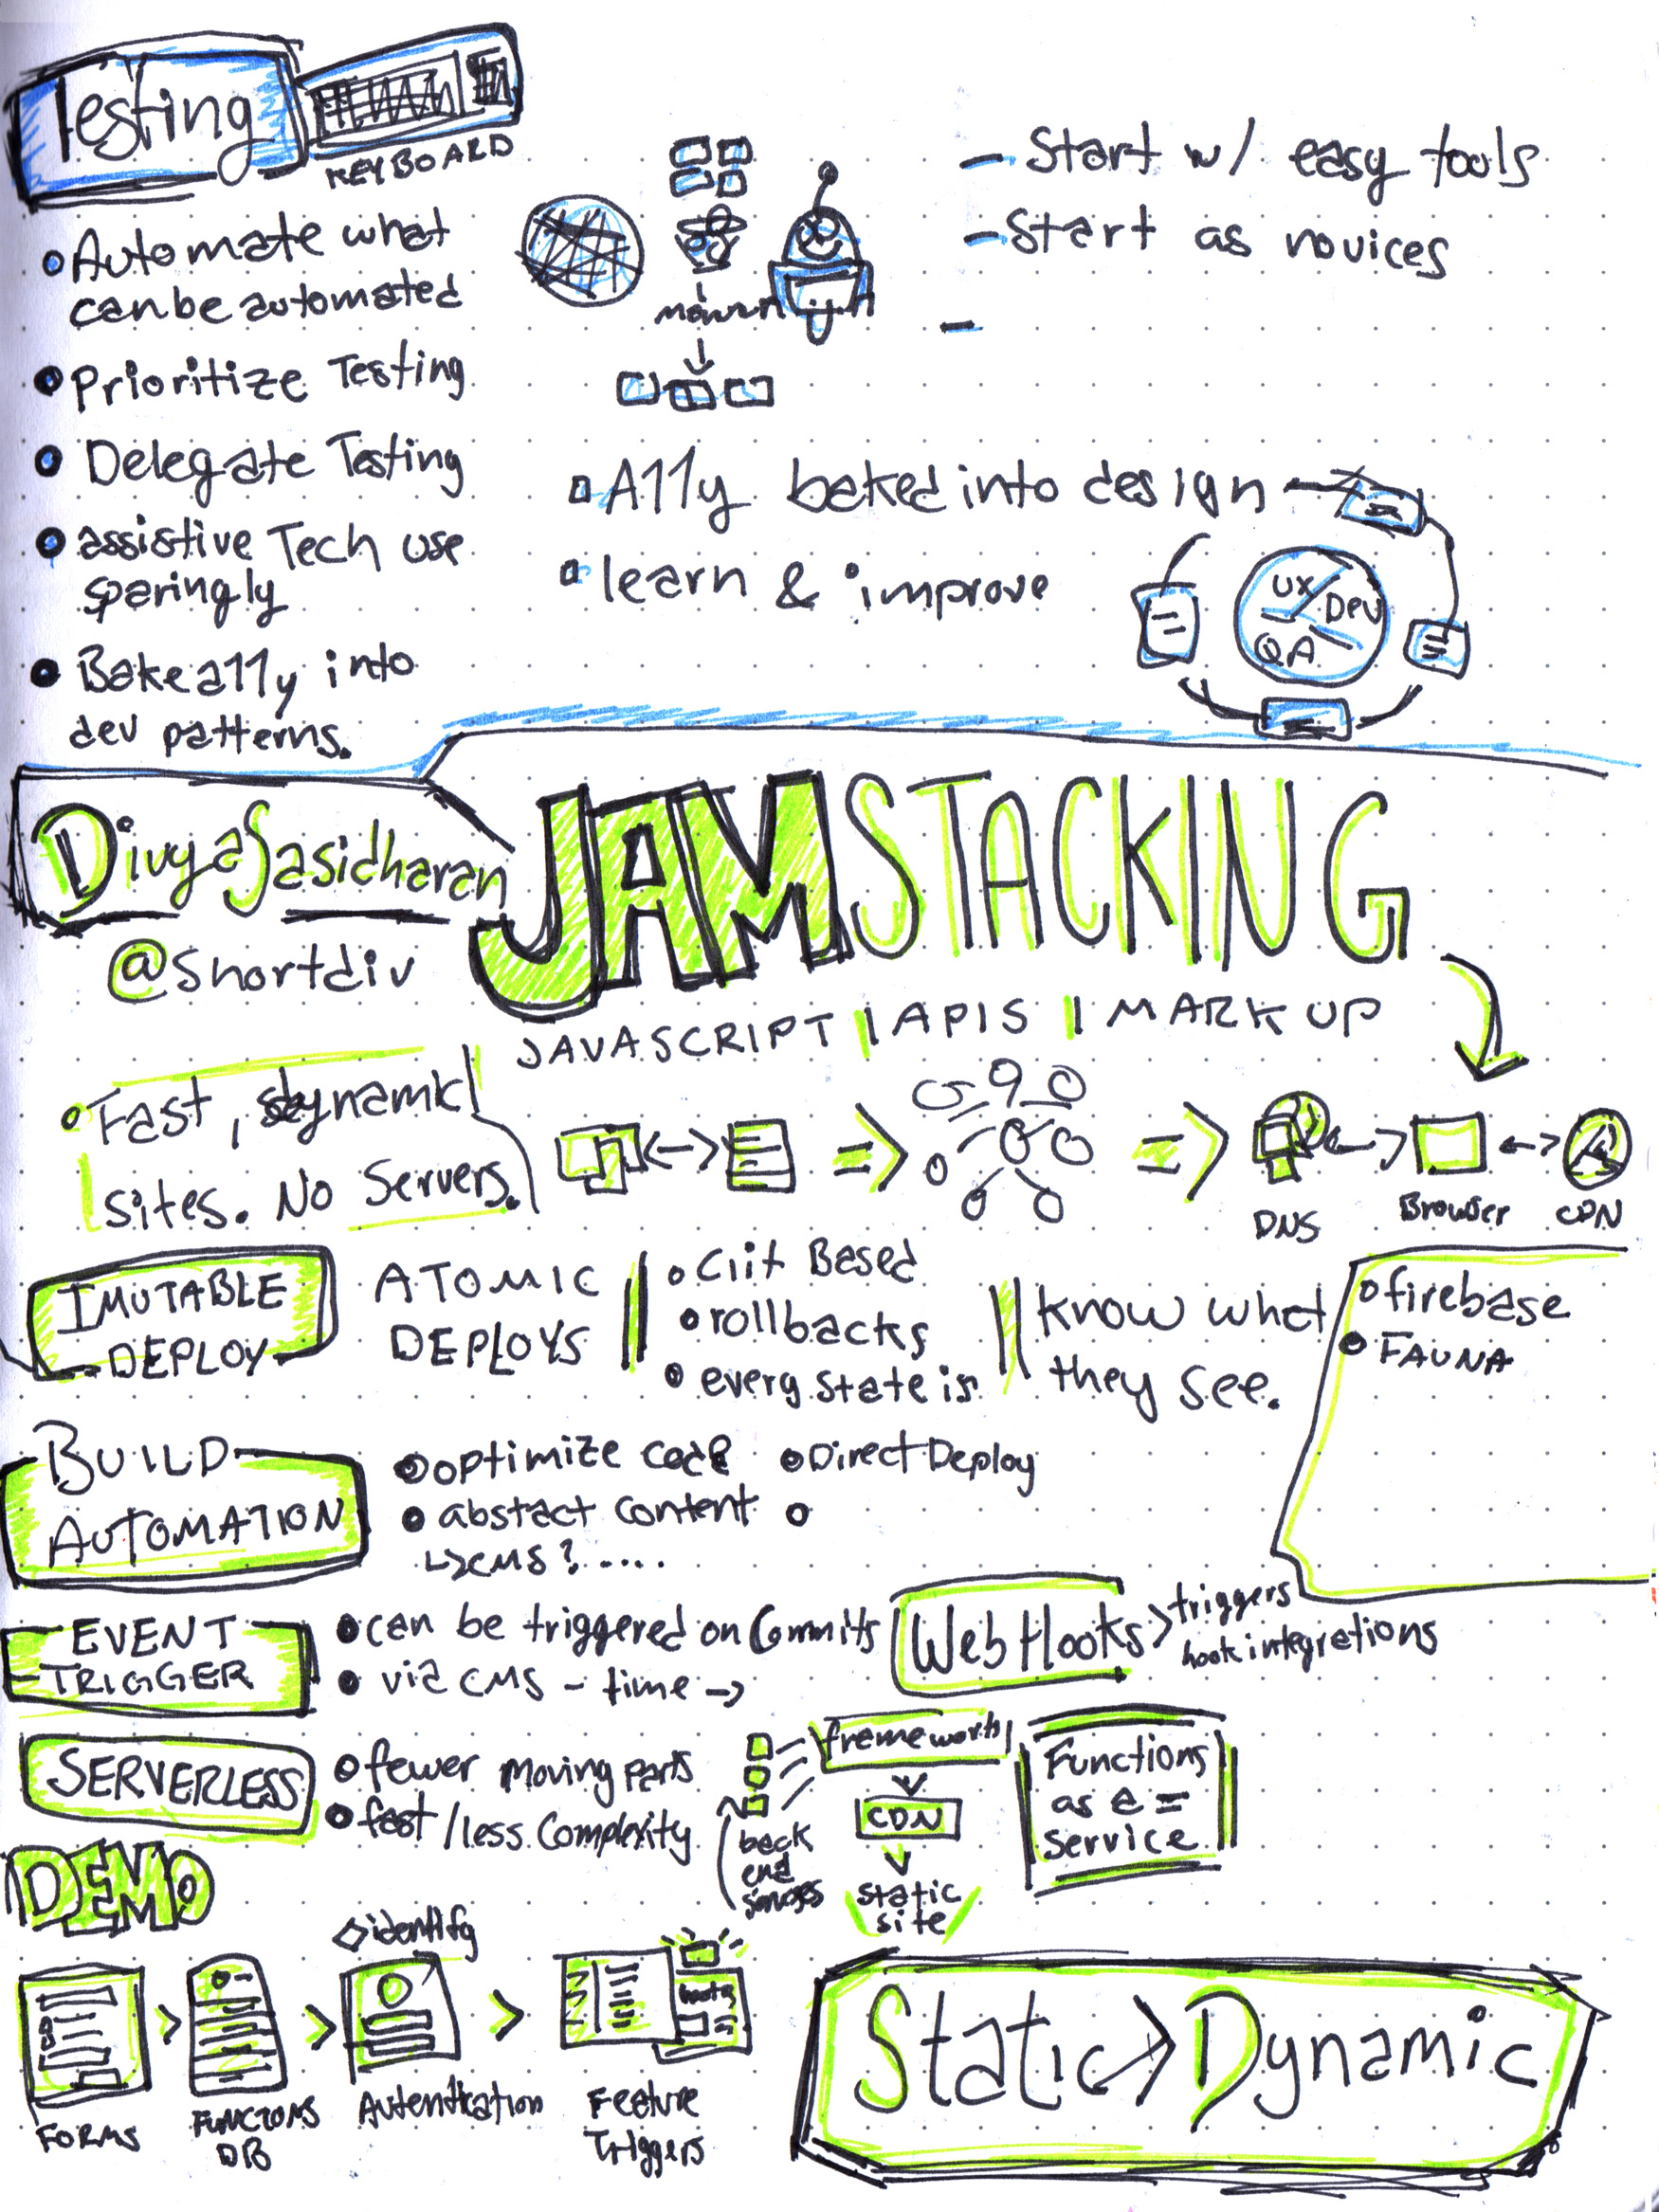 Testing
KEYBOARD
Automate what
can be automated
Prioritize Testing
Delegate Testing
assistive Tech use
sparingly
Bake a11y into
dev patterns.
- Start w/ easy tools
- Start as novices
-
A11y baked into design
learn & improve
UX
Dev
QA
Divya Sasidharan
@shortdiv
JAMSTACKING
JAVASCRIPT | APIS | MARKUP
Fast, dynamic
sites. No Servers.
DNS
Browser
CDN
IMUTABLE
DEPLOY
ATOMIC
DEPLOYS
Based
rollbacks
every state is
Know what
they see.
firebase
FAUNA
BUILD
AUTOMATION
optimize code
abstract content
↳CMS? ....
Direct Deploy
EVENT
TRIGGER
can be triggered on Commits
via CMS - time →
Web Hooks > triggers
hook integrations
SERVERLESS
fewer moving parts
fast/less complexity
back
end
framework
CDN
static
site
Functions
as a =
service
DEMO
FORMS
FUNCTIONS
DB
identify
Autentication
hooks
Feature
Triggers
Static → Dynamic